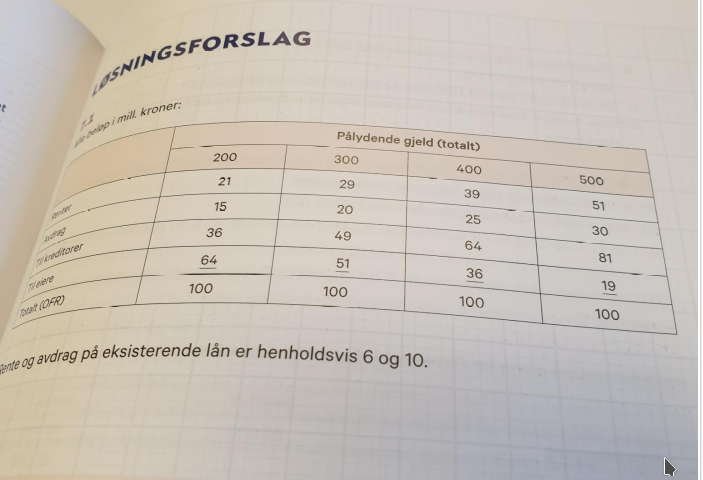 LØSNINGSFORSLAG
7.1
Alle beløp i mill. kroner:
Pålydende gjeld (totalt)
200 300 400 500
Renter 21 29 39 51
Avdrag 15 20 25 30
Til kreditorer 36 49 64 81
Til eiere 64 51 36 19
Totalt (OFR) 100 100 100 100
Rente og avdrag på eksisterende lån er henholdsvis 6 og 10.